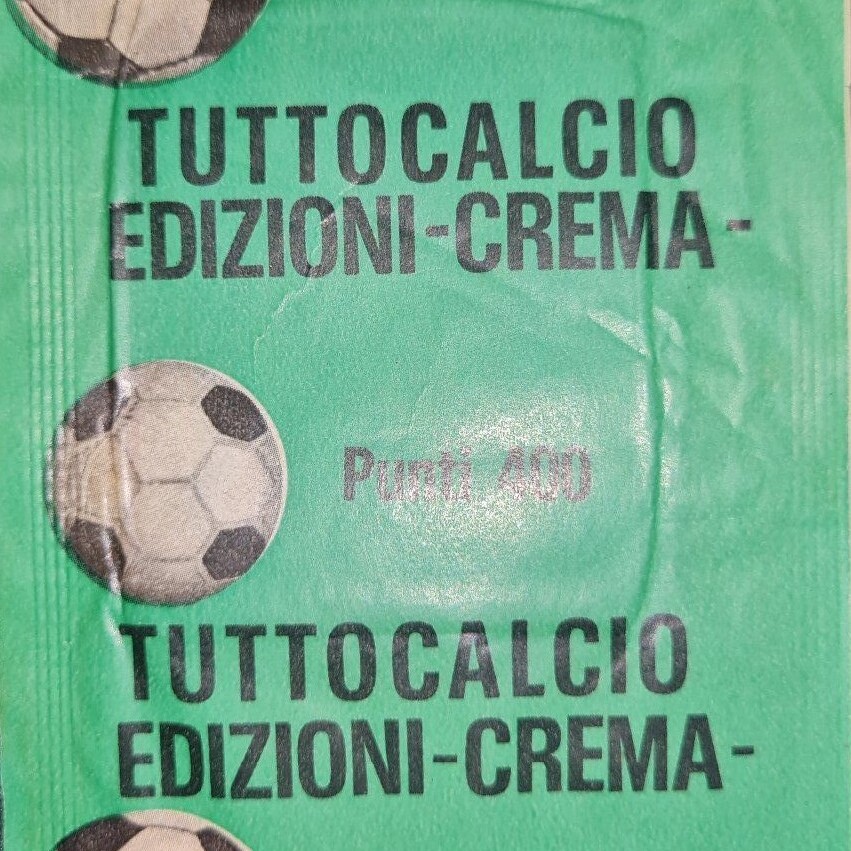 TUTTOCALCIO
EDIZIONI-CREMA-
Punti 400
TUTTOCALCIO
EDIZIONI-CREMA-